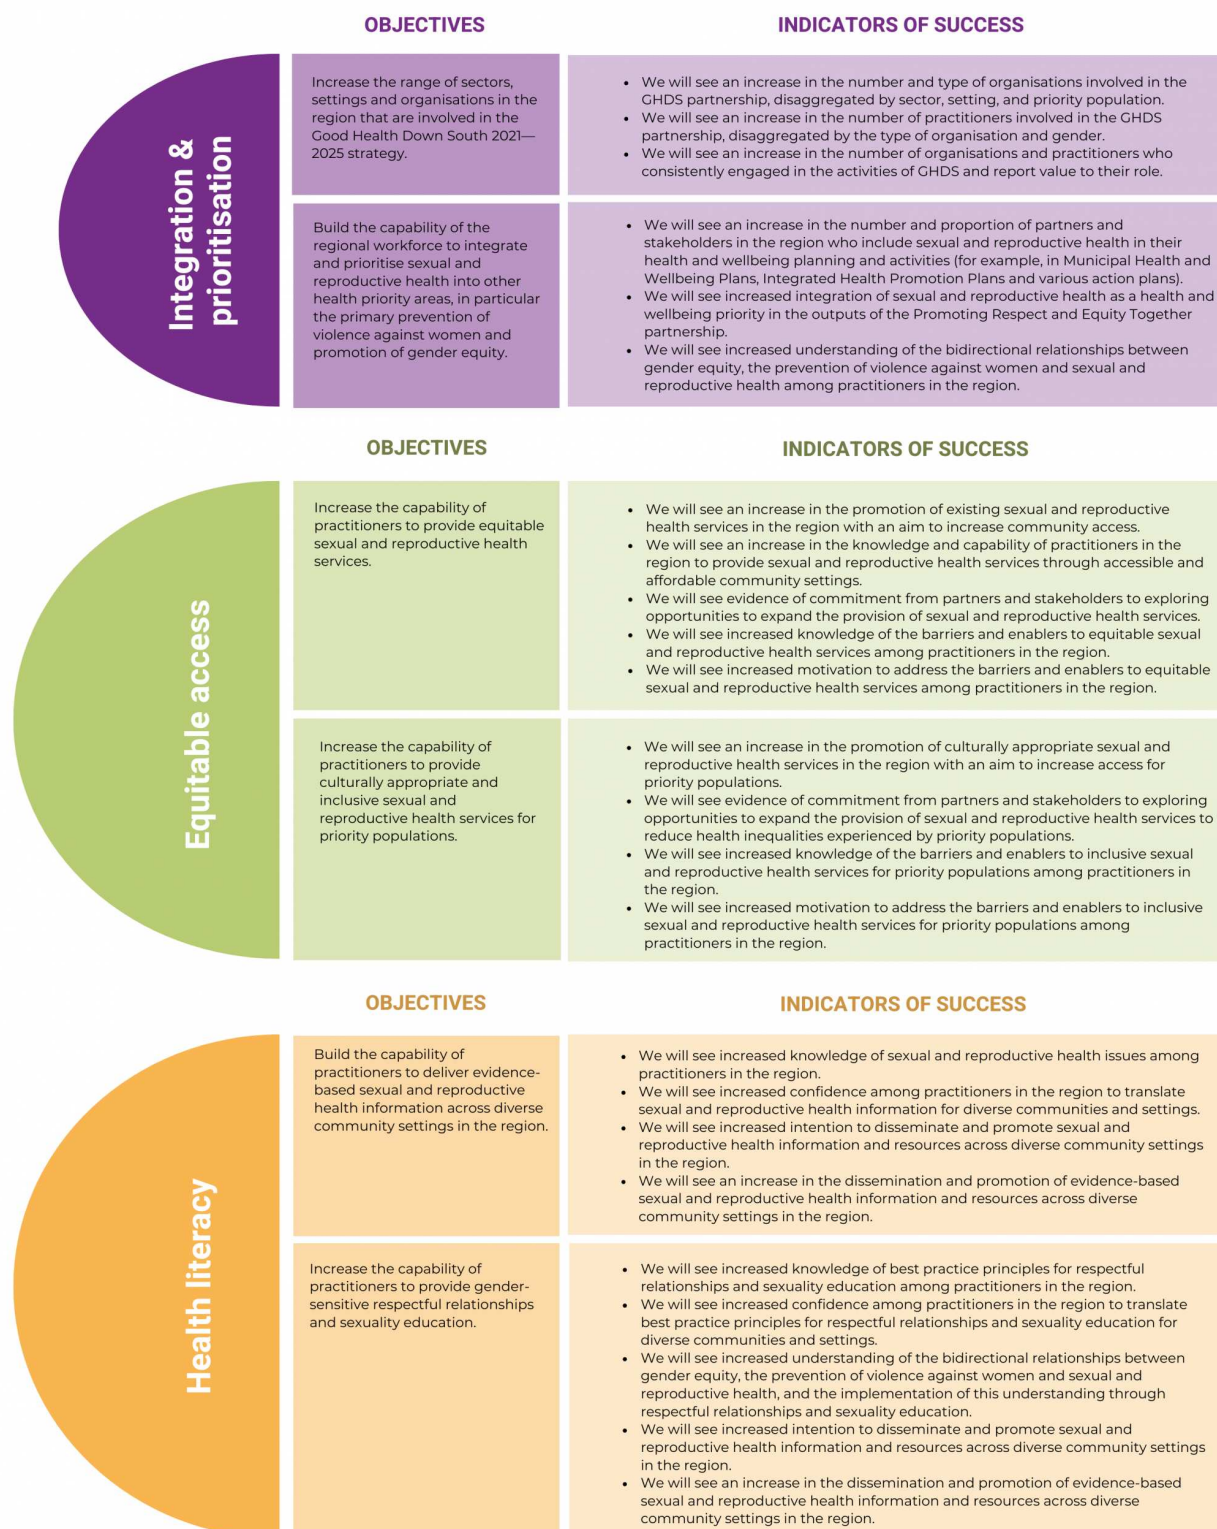 OBJECTIVES
INDICATORS OF SUCCESS
Integration &
prioritisation
Increase the range of sectors,
settings and organisations in the
region that are involved in the
Good Health Down South 2021—
2025 strategy.
• We will see an increase in the number and type of organisations involved in the
GHDS partnership, disaggregated by sector, setting, and priority population.
• We will see an increase in the number of practitioners involved in the GHDS
partnership, disaggregated by the type of organisation and gender.
• We will see an increase in the number of organisations and practitioners who
consistently engaged in the activities of GHDS and report value to their role.
Build the capability of the
regional workforce to integrate
and prioritise sexual and
reproductive health into other
health priority areas, in particular
the primary prevention of
violence against women and
promotion of gender equity.
• We will see an increase in the number and proportion of partners and
stakeholders in the region who include sexual and reproductive health in their
health and wellbeing planning and activities (for example, in Municipal Health and
Wellbeing Plans, Integrated Health Promotion Plans and various action plans).
• We will see increased integration of sexual and reproductive health as a health and
wellbeing priority in the outputs of the Promoting Respect and Equity Together
partnership.
• We will see increased understanding of the bidirectional relationships between
gender equity, the prevention of violence against women and sexual and
reproductive health among practitioners in the region.
OBJECTIVES
INDICATORS OF SUCCESS
Equitable access
Increase the capability of
practitioners to provide equitable
sexual and reproductive health
services.
• We will see an increase in the promotion of existing sexual and reproductive
health services in the region with an aim to increase community access.
• We will see an increase in the knowledge and capability of practitioners in the
region to provide sexual and reproductive health services through accessible and
affordable community settings.
• We will see evidence of commitment from partners and stakeholders to exploring
opportunities to expand the provision of sexual and reproductive health services.
• We will see increased knowledge of the barriers and enablers to equitable sexual
and reproductive health services among practitioners in the region.
• We will see increased motivation to address the barriers and enablers to equitable
sexual and reproductive health services among practitioners in the region.
Increase the capability of
practitioners to provide
culturally appropriate and
inclusive sexual and
reproductive health services for
priority populations.
• We will see an increase in the promotion of culturally appropriate sexual and
reproductive health services in the region with an aim to increase access for
priority populations.
• We will see evidence of commitment from partners and stakeholders to exploring
opportunities to expand the provision of sexual and reproductive health services to
reduce health inequalities experienced by priority populations.
• We will see increased knowledge of the barriers and enablers to inclusive sexual
and reproductive health services for priority populations among practitioners in
the region.
• We will see increased motivation to address the barriers and enablers to inclusive
sexual and reproductive health services for priority populations among
practitioners in the region.
OBJECTIVES
INDICATORS OF SUCCESS
Health literacy
Build the capability of
practitioners to deliver evidence-
based sexual and reproductive
health information across diverse
community settings in the region.
• We will see increased knowledge of sexual and reproductive health issues among
practitioners in the region.
• We will see increased confidence among practitioners in the region to translate
sexual and reproductive health information for diverse communities and settings.
• We will see increased intention to disseminate and promote sexual and
reproductive health information and resources across diverse community settings
in the region.
• We will see an increase in the dissemination and promotion of evidence-based
sexual and reproductive health information and resources across diverse
community settings in the region.
Increase the capability of
practitioners to provide gender-
sensitive respectful relationships
and sexuality education.
• We will see increased knowledge of best practice principles for respectful
relationships and sexuality education among practitioners in the region.
• We will see increased confidence among practitioners in the region to translate
best practice principles for respectful relationships and sexuality education for
diverse communities and settings.
• We will see increased understanding of the bidirectional relationships between
gender equity, the prevention of violence against women and sexual and
reproductive health, and the implementation of this understanding through
respectful relationships and sexuality education.
• We will see increased intention to disseminate and promote sexual and
reproductive health information and resources across diverse community settings
in the region.
• We will see an increase in the dissemination and promotion of evidence-based
sexual and reproductive health information and resources across diverse
community settings in the region.